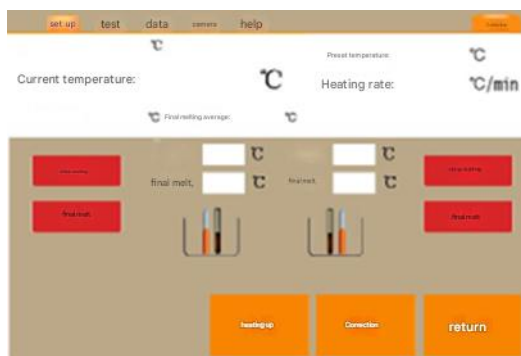 set up test data camera help
℃
Preset temperature: ℃
Current temperature: ℃
Heating rate: ℃/min
℃ Final melting average: ℃
℃ ℃
final melt, ℃ final melt, ℃
final melt
final melt
heating up Correction return